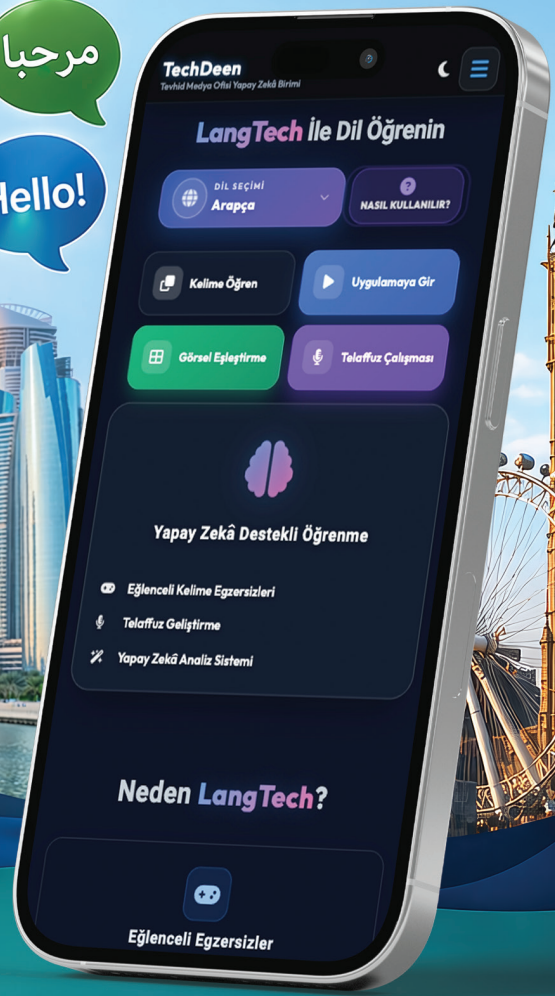 مرحبا
Hello!
TechDeen
Tevhid Medya Ofisi Yapay Zekâ Birimi
LangTech İle Dil Öğrenin
DİL SEÇİMİ
Arapça
NASIL KULLANILIR?
Kelime Öğren
Uygulamaya Gir
Görsel Eşleştirme
Telaffuz Çalışması
Yapay Zekâ Destekli Öğrenme
Eğlenceli Kelime Egzersizleri
Telaffuz Geliştirme
Yapay Zekâ Analiz Sistemi
Neden LangTech?
Eğlenceli Egzersizler